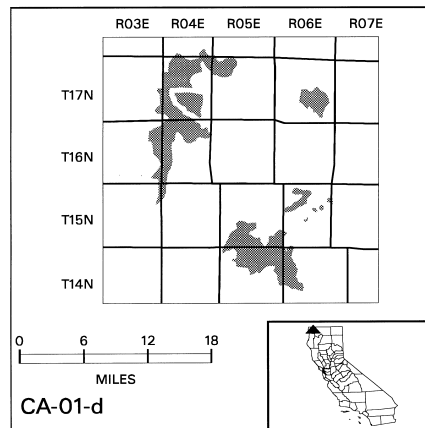 R03E R04E R05E R06E R07E
T17N
T16N
T15N
T14N
0 6 12 18
MILES
CA-01-d